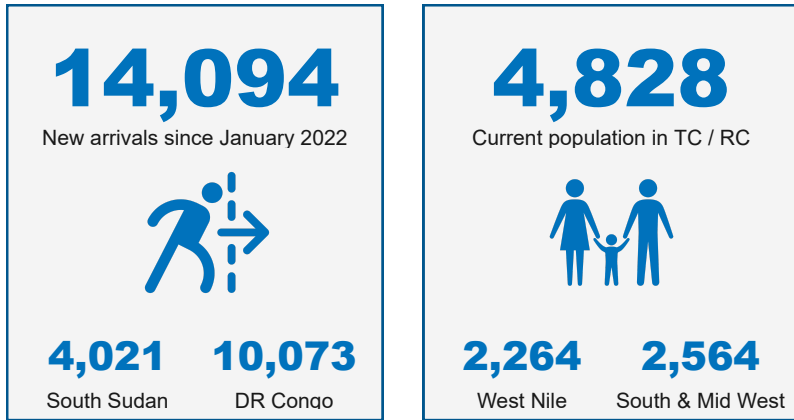 14,094
New arrivals since January 2022
4,021 10,073
South Sudan DR Congo
4,828
Current population in TC / RC
2,264 2,564
West Nile South & Mid West